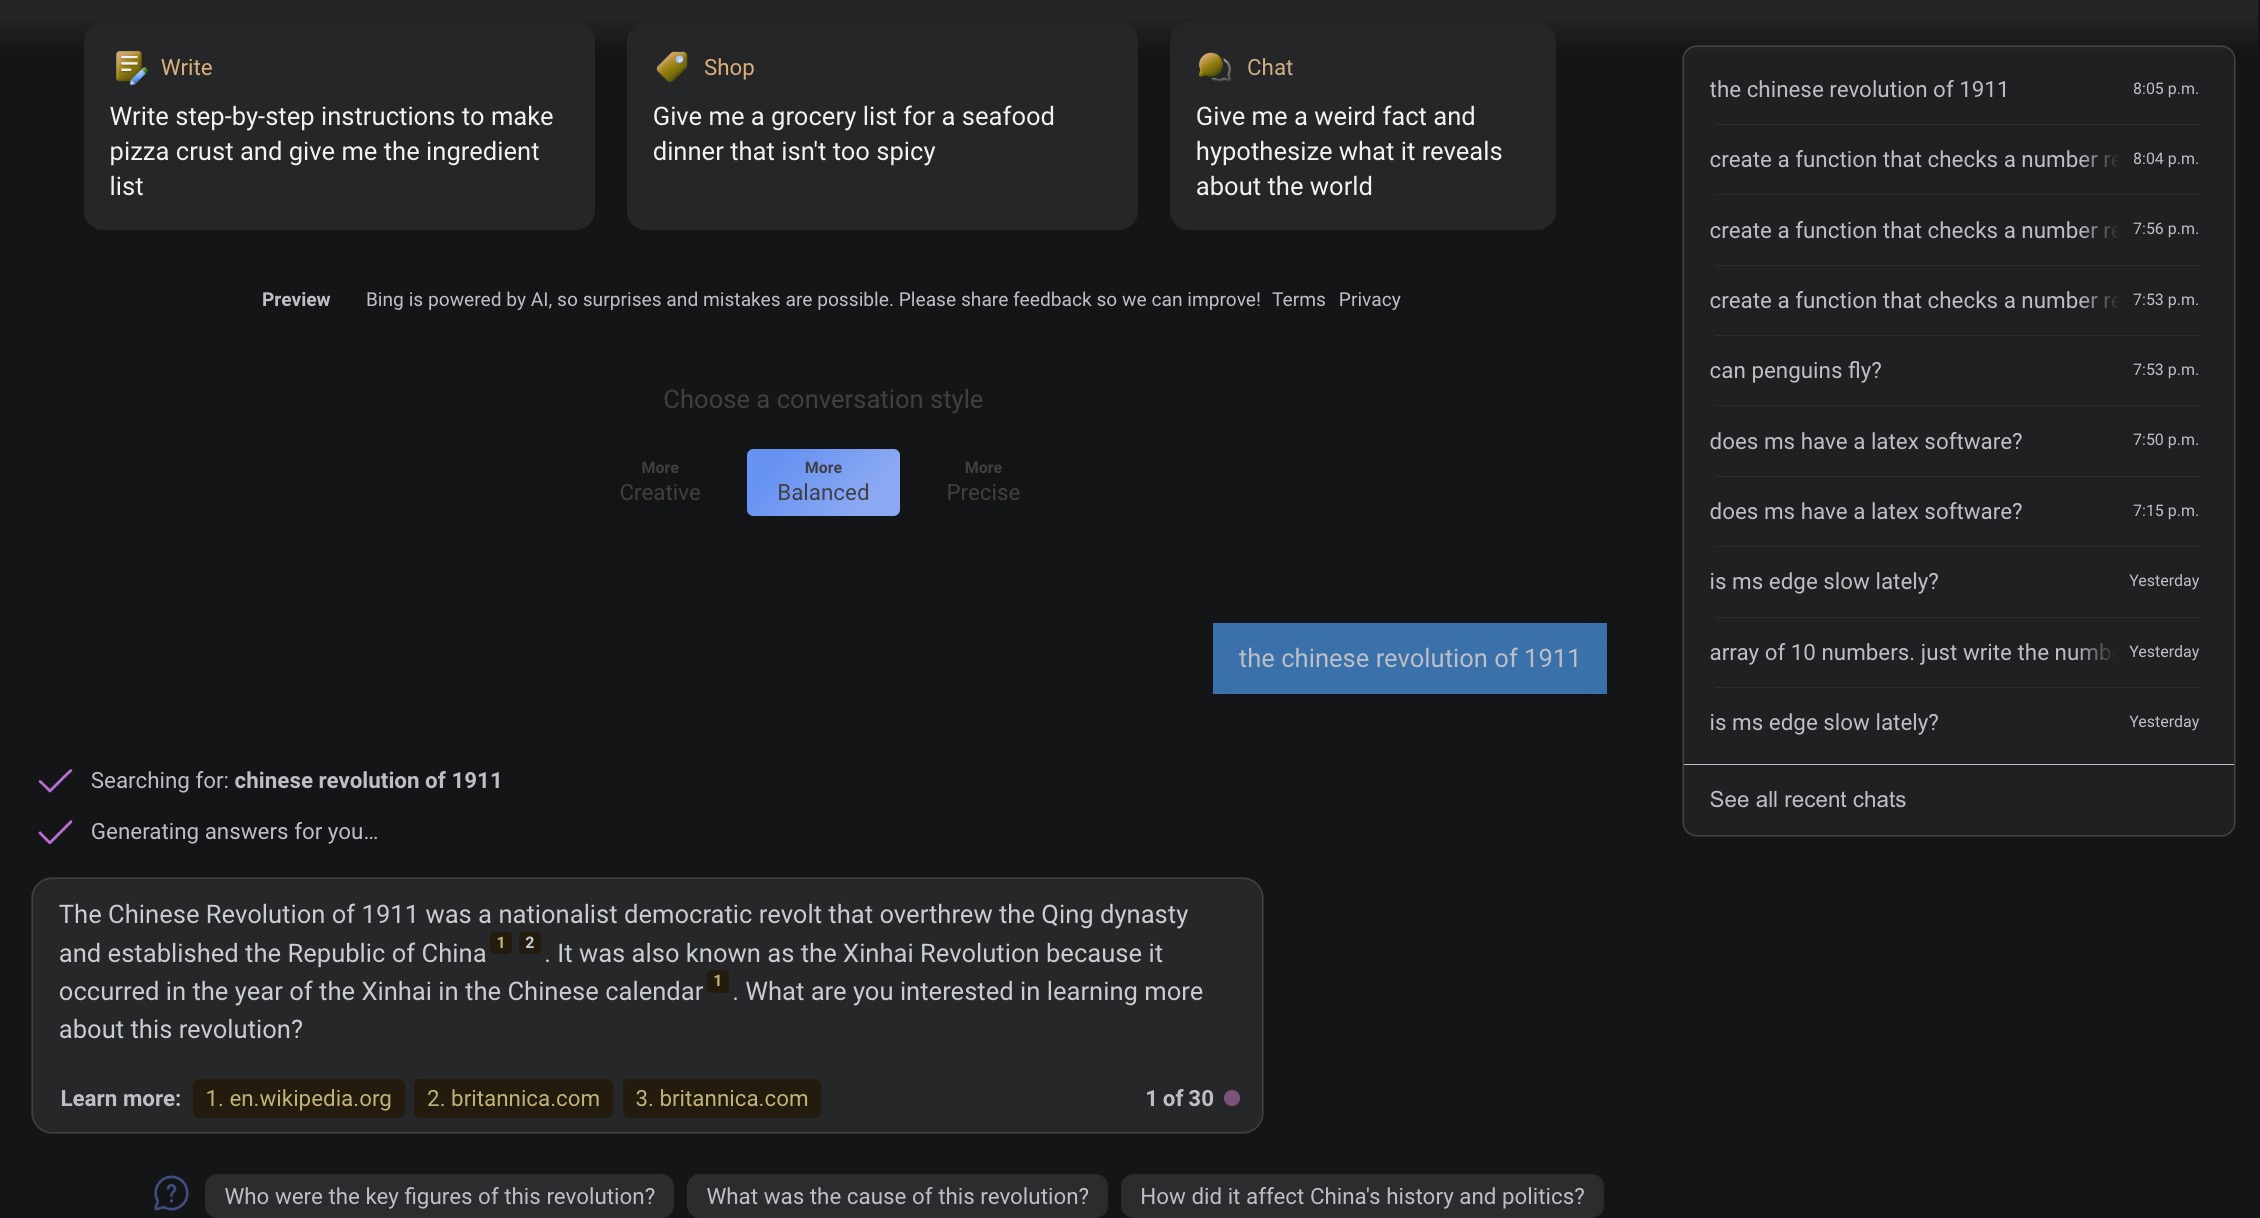 Write
Write step-by-step instructions to make
pizza crust and give me the ingredient
list
Shop
Give me a grocery list for a seafood
dinner that isn't too spicy
Chat
Give me a weird fact and
hypothesize what it reveals
about the world
Preview Bing is powered by AI, so surprises and mistakes are possible. Please share feedback so we can improve! Terms Privacy
Choose a conversation style
More
Creative
More
Balanced
More
Precise
the chinese revolution of 1911
Searching for: chinese revolution of 1911
Generating answers for you...
The Chinese Revolution of 1911 was a nationalist democratic revolt that overthrew the Qing dynasty
and established the Republic of China 1 2 . It was also known as the Xinhai Revolution because it
occurred in the year of the Xinhai in the Chinese calendar 1 . What are you interested in learning more
about this revolution?
Learn more: 1. en.wikipedia.org 2. britannica.com 3. britannica.com 1 of 30
Who were the key figures of this revolution? What was the cause of this revolution? How did it affect China's history and politics?
the chinese revolution of 1911 8:05 p.m.
create a function that checks a number 8:04 p.m.
create a function that checks a number 7:56 p.m.
create a function that checks a number 7:53 p.m.
can penguins fly? 7:53 p.m.
does ms have a latex software? 7:50 p.m.
does ms have a latex software? 7:15 p.m.
is ms edge slow lately? Yesterday
array of 10 numbers. just write the numb Yesterday
is ms edge slow lately? Yesterday
See all recent chats